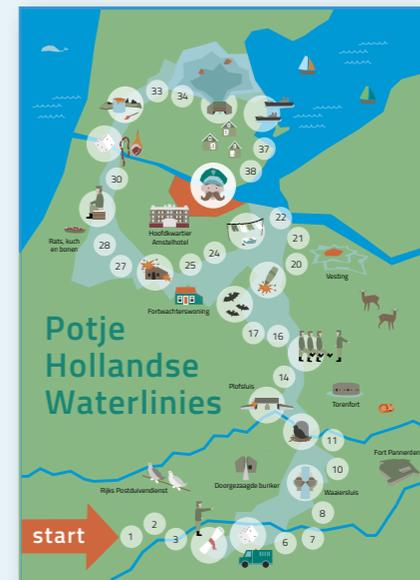 33
34
37
38
30
Hoofdkwartier
Amstelhotel
22
Rats, kuch
en bonen
28
21
24
27
25
20
Vesting
Fortwachterswoning
17
16
Potje
Hollandse
Waterlinies
14
Plofsluis
Torenfort
11
Fort Pannerden
Doorgezaagde bunker
10
Rijks Postduivendienst
Waaiersluis
8
2
start
1
3
6
7